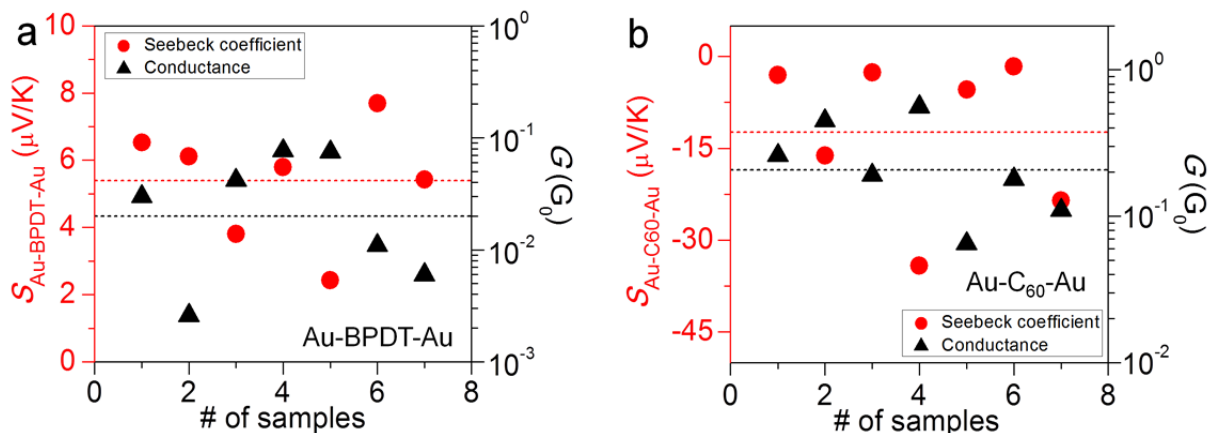 a
Seebeck coefficient
Conductance
S Au-BPDT-Au (µV/K)
10
8
6
4
2
0
10^0
10^-1
10^-2
10^-3
G (G₀)
Au-BPDT-Au
0 2 4 6 8
# of samples
b
S Au-C60-Au (µV/K)
0
-15
-30
-45
10^0
10^-1
10^-2
G (G₀)
Au-C₆₀-Au
Seebeck coefficient
Conductance
0 2 4 6 8
# of samples